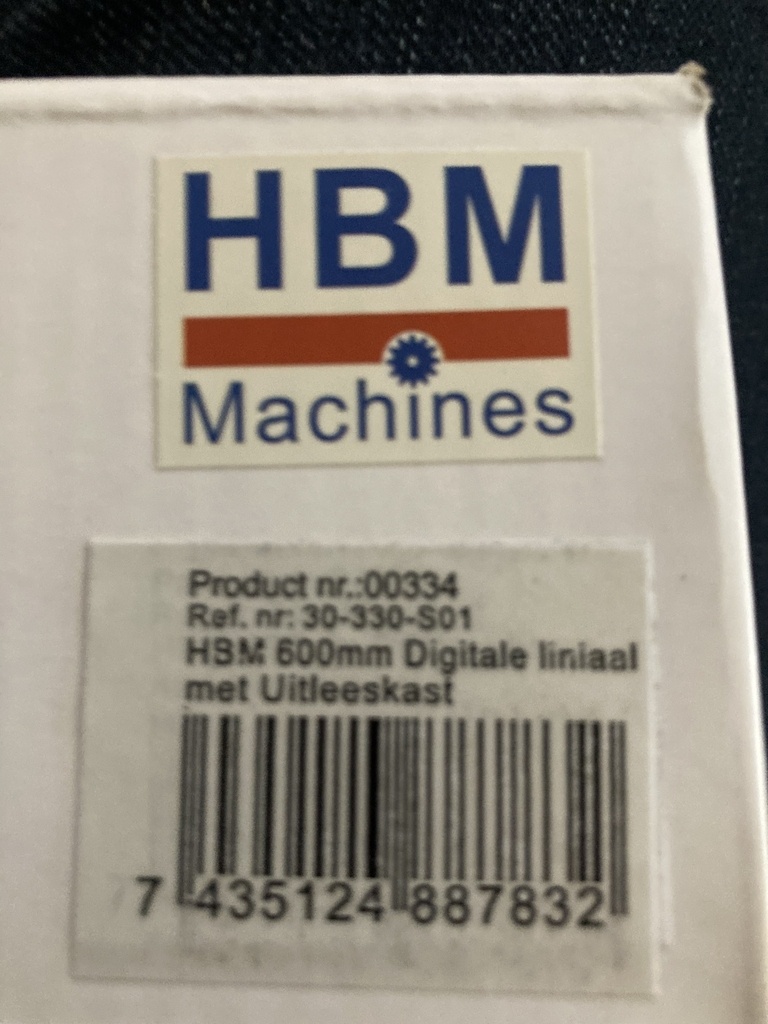 HBM
Machines
Product nr.:00334
Ref. nr: 30-330-S01
HBM 600mm Digitale liniaal
met Uitleeskast
7 435124 887832